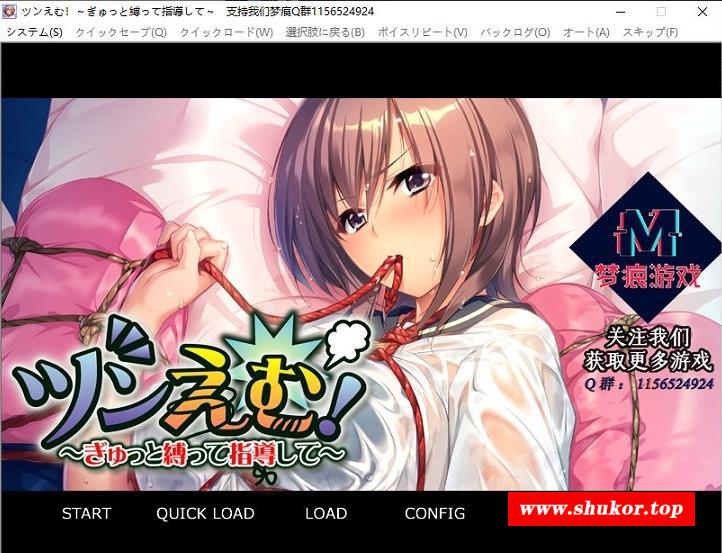 ツンえむ! ～ぎゅっと縛って指導して～ 支持我们梦痕Q群1156524924
システム(S) クイックセーブ(Q) クイックロード(W) 選択肢に戻る(B) ボイスリピート(V) バックログ(O) オート(A) スキップ(F)
M
梦痕游戏
关注我们
获取更多游戏
Q群：1156524924
ツンえむ!
～ぎゅっと縛って指導して～
START QUICK LOAD LOAD CONFIG
www.shukor.top